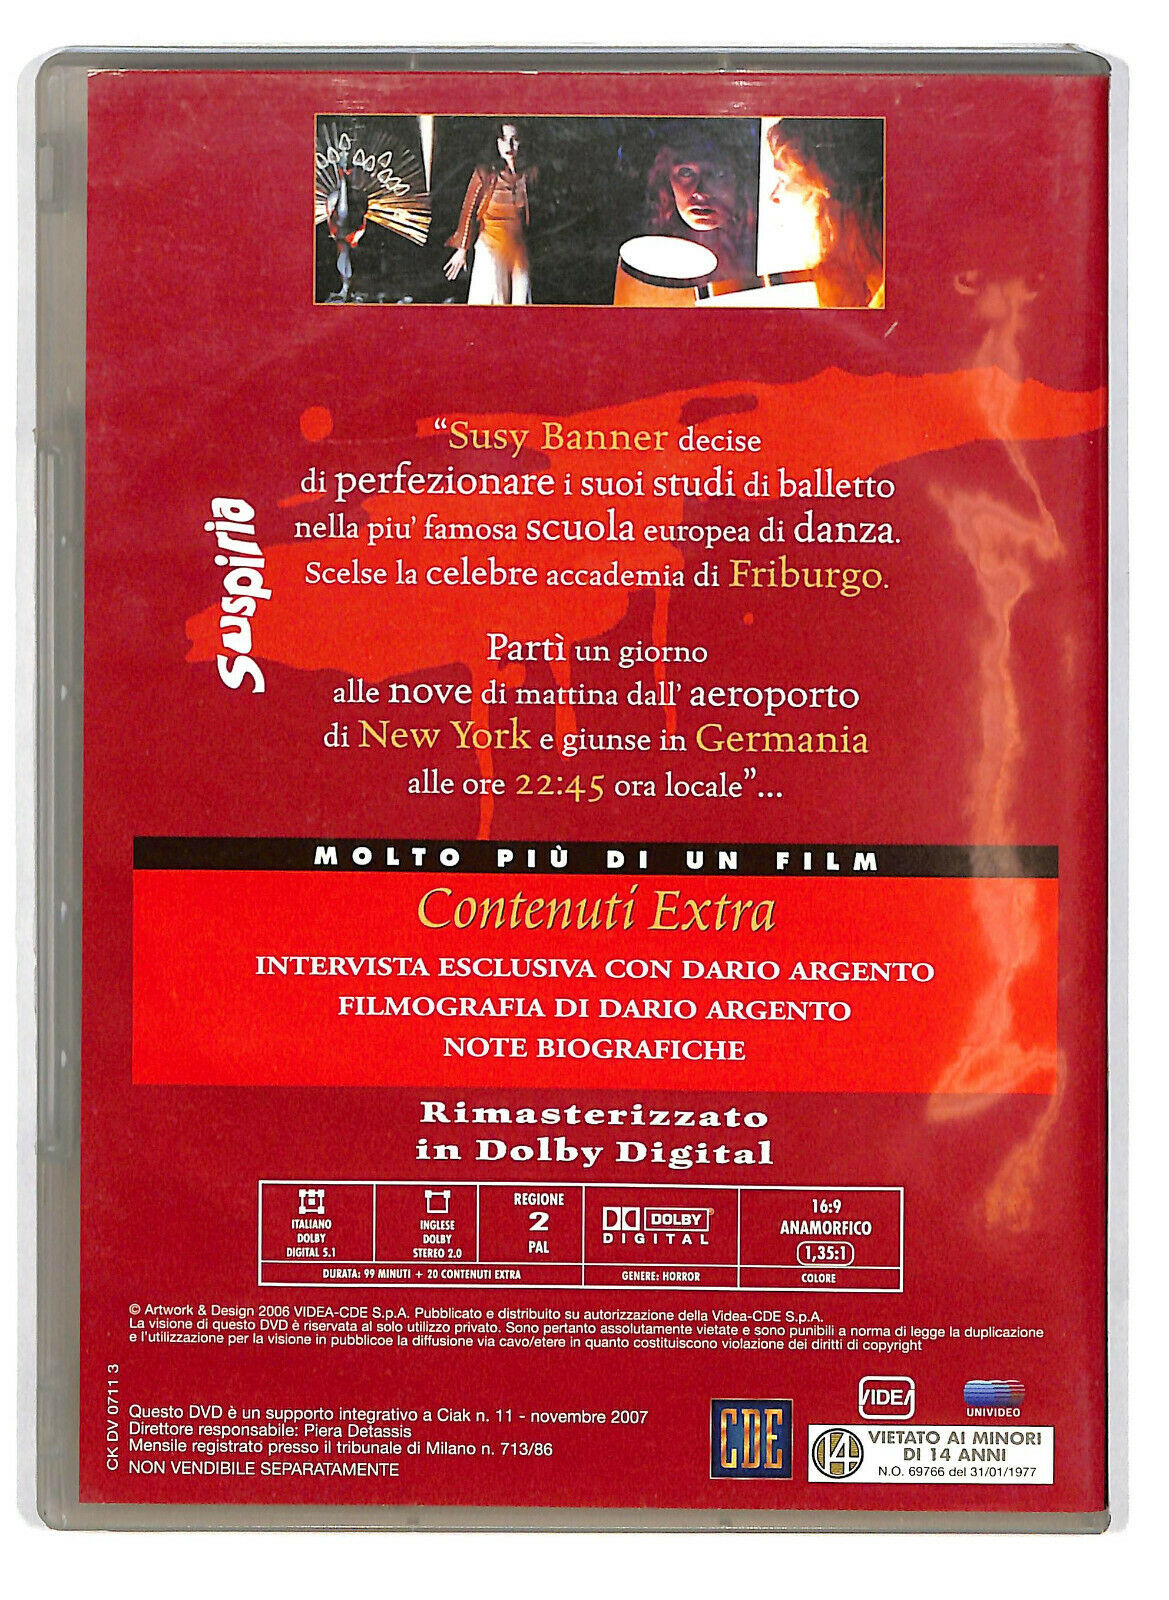 Suspiria
“Susy Banner decise
di perfezionare i suoi studi di balletto
nella piu' famosa scuola europea di danza.
Scelse la celebre accademia di Friburgo.
Partì un giorno
alle nove di mattina dall' aeroporto
di New York e giunse in Germania
alle ore 22:45 ora locale”...
MOLTO PIÙ DI UN FILM
Contenuti Extra
INTERVISTA ESCLUSIVA CON DARIO ARGENTO
FILMOGRAFIA DI DARIO ARGENTO
NOTE BIOGRAFICHE
Rimasterizzato
in Dolby Digital
ITALIANO
DOLBY
DIGITAL 5.1
INGLESE
DOLBY
STEREO 2.0
REGIONE
2
PAL
DOLBY
DIGITAL
16:9
ANAMORFICO
1,35:1
DURATA: 99 MINUTI + 20 CONTENUTI EXTRA
GENERE: HORROR
COLORE
© Artwork & Design 2006 VIDEA-CDE S.p.A. Pubblicato e distribuito su autorizzazione della Videa-CDE S.p.A.
La visione di questo DVD è riservata al solo utilizzo privato. Sono pertanto assolutamente vietate e sono punibili a norma di legge la duplicazione
e l'utilizzazione per la visione in pubblicoe la diffusione via cavo/etere in quanto costituiscono violazione dei diritti di copyright
CK DV 0711 3
Questo DVD è un supporto integrativo a Ciak n. 11 - novembre 2007
Direttore responsabile: Piera Detassis
Mensile registrato presso il tribunale di Milano n. 713/86
NON VENDIBILE SEPARATAMENTE
CDE
VIDEA
UNIVIDEO
14
VIETATO AI MINORI
DI 14 ANNI
N.O. 69766 del 31/01/1977